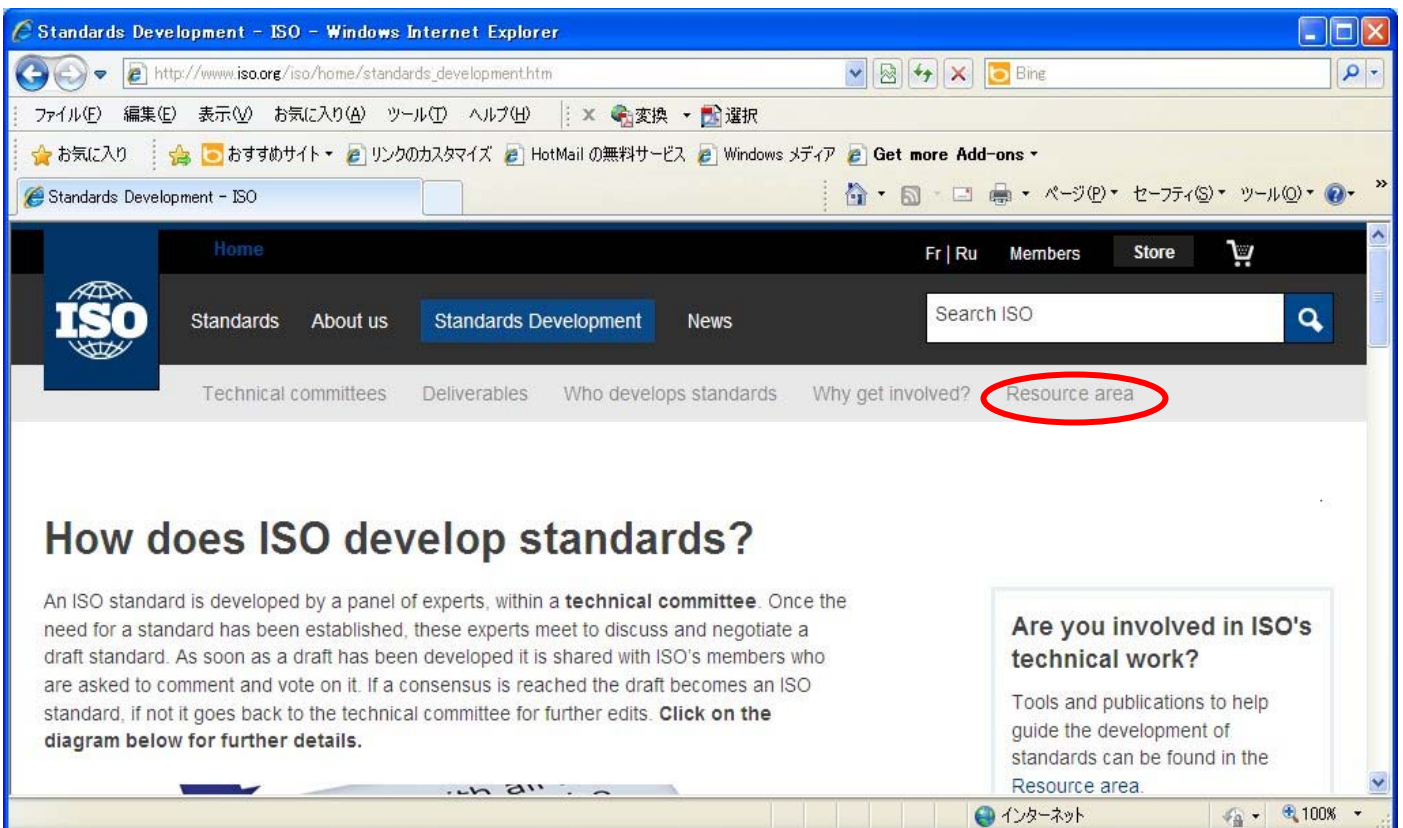 Standards Development - ISO - Windows Internet Explorer
http://www.iso.org/iso/home/standards_development.htm
Bing
ファイル(F) 編集(E) 表示(V) お気に入り(A) ツール(T) ヘルプ(H) x 変換 選択
お気に入り おすすめサイト リンクのカスタマイズ HotMail の無料サービス Windows メディア Get more Add-ons
Standards Development - ISO
ページ(P) セーフティ(S) ツール(O) »
Home
Fr | Ru Members Store
ISO
Standards About us Standards Development News
Search ISO
Technical committees Deliverables Who develops standards Why get involved? Resource area
How does ISO develop standards?
An ISO standard is developed by a panel of experts, within a technical committee. Once the
need for a standard has been established, these experts meet to discuss and negotiate a
draft standard. As soon as a draft has been developed it is shared with ISO's members who
are asked to comment and vote on it. If a consensus is reached the draft becomes an ISO
standard, if not it goes back to the technical committee for further edits. Click on the
diagram below for further details.
Are you involved in ISO's
technical work?
Tools and publications to help
guide the development of
standards can be found in the
Resource area.
インターネット
100%